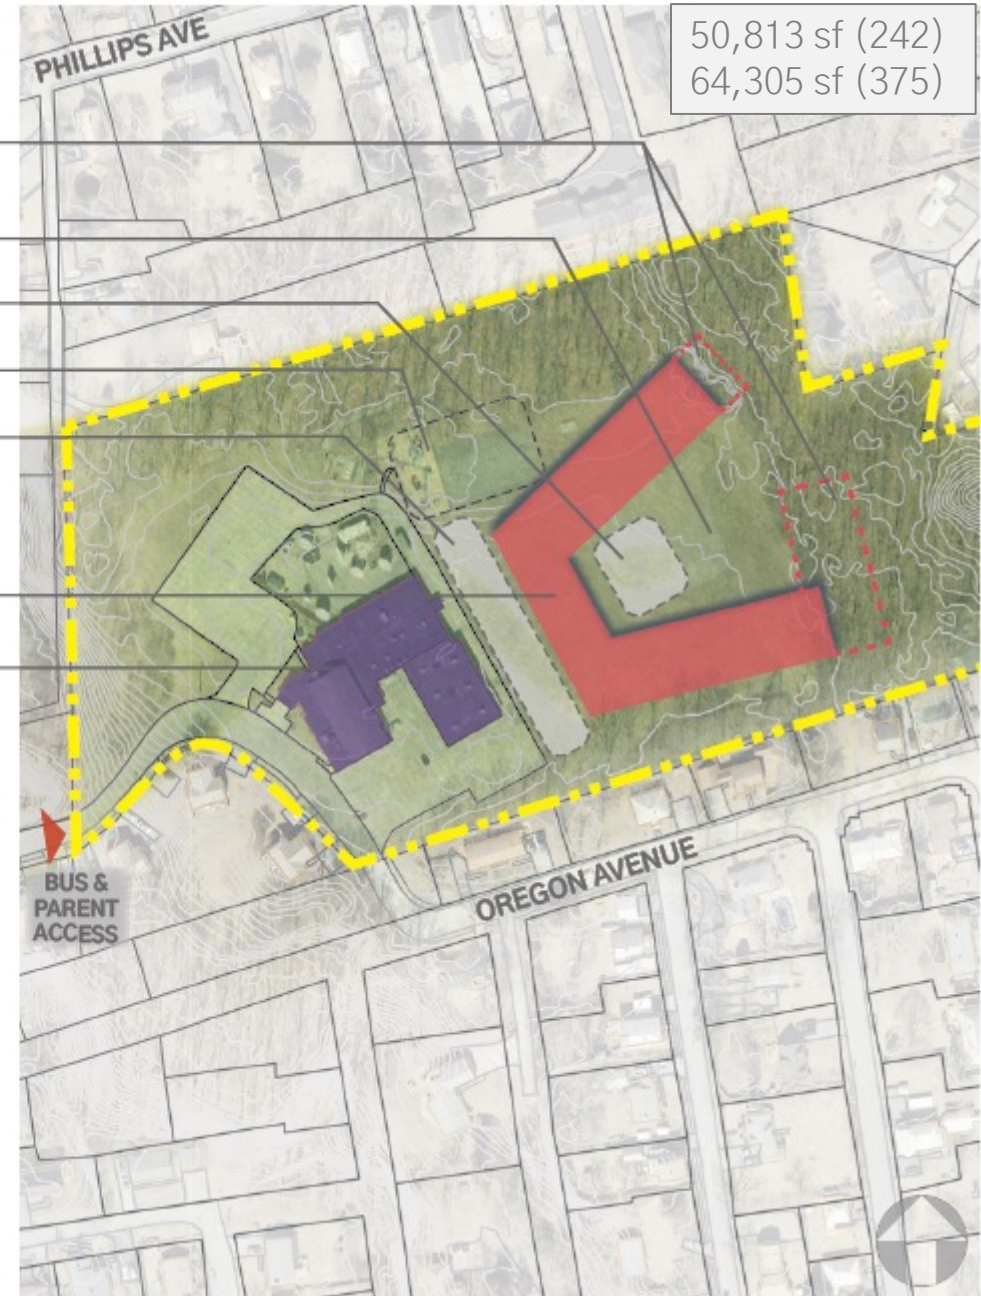 50,813 sf (242)
64,305 sf (375)
PHILLIPS AVE
BUS &
PARENT
ACCESS
OREGON AVENUE